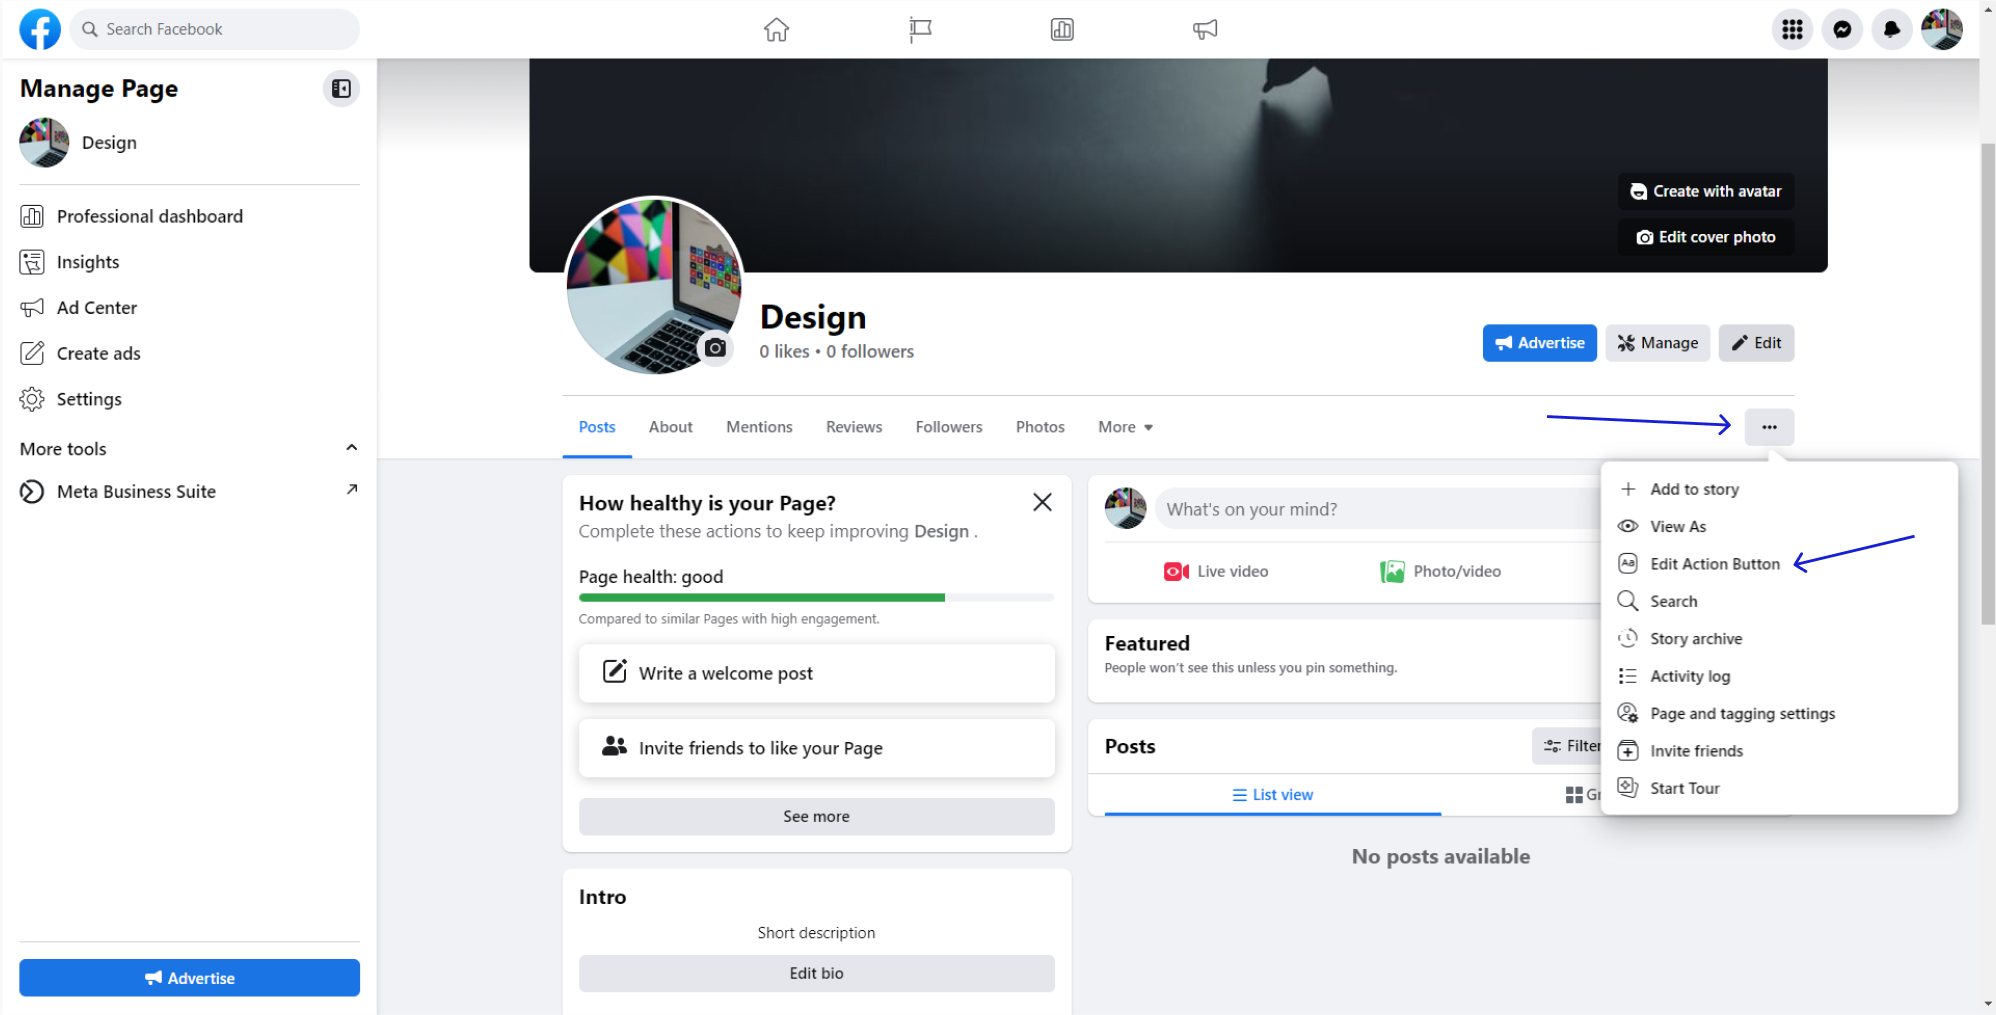 Search Facebook
Manage Page
Design
Professional dashboard
Insights
Ad Center
Create ads
Settings
More tools
Meta Business Suite
Advertise
Create with avatar
Edit cover photo
Design
0 likes • 0 followers
Advertise
Manage
Edit
Posts
About
Mentions
Reviews
Followers
Photos
More
How healthy is your Page?
Complete these actions to keep improving Design .
Page health: good
Compared to similar Pages with high engagement.
Write a welcome post
Invite friends to like your Page
See more
Intro
Short description
Edit bio
What's on your mind?
Live video
Photo/video
Featured
People won't see this unless you pin something.
Posts
Filter
List view
No posts available
Add to story
View As
Aa
Edit Action Button
Search
Story archive
Activity log
Page and tagging settings
Invite friends
Start Tour